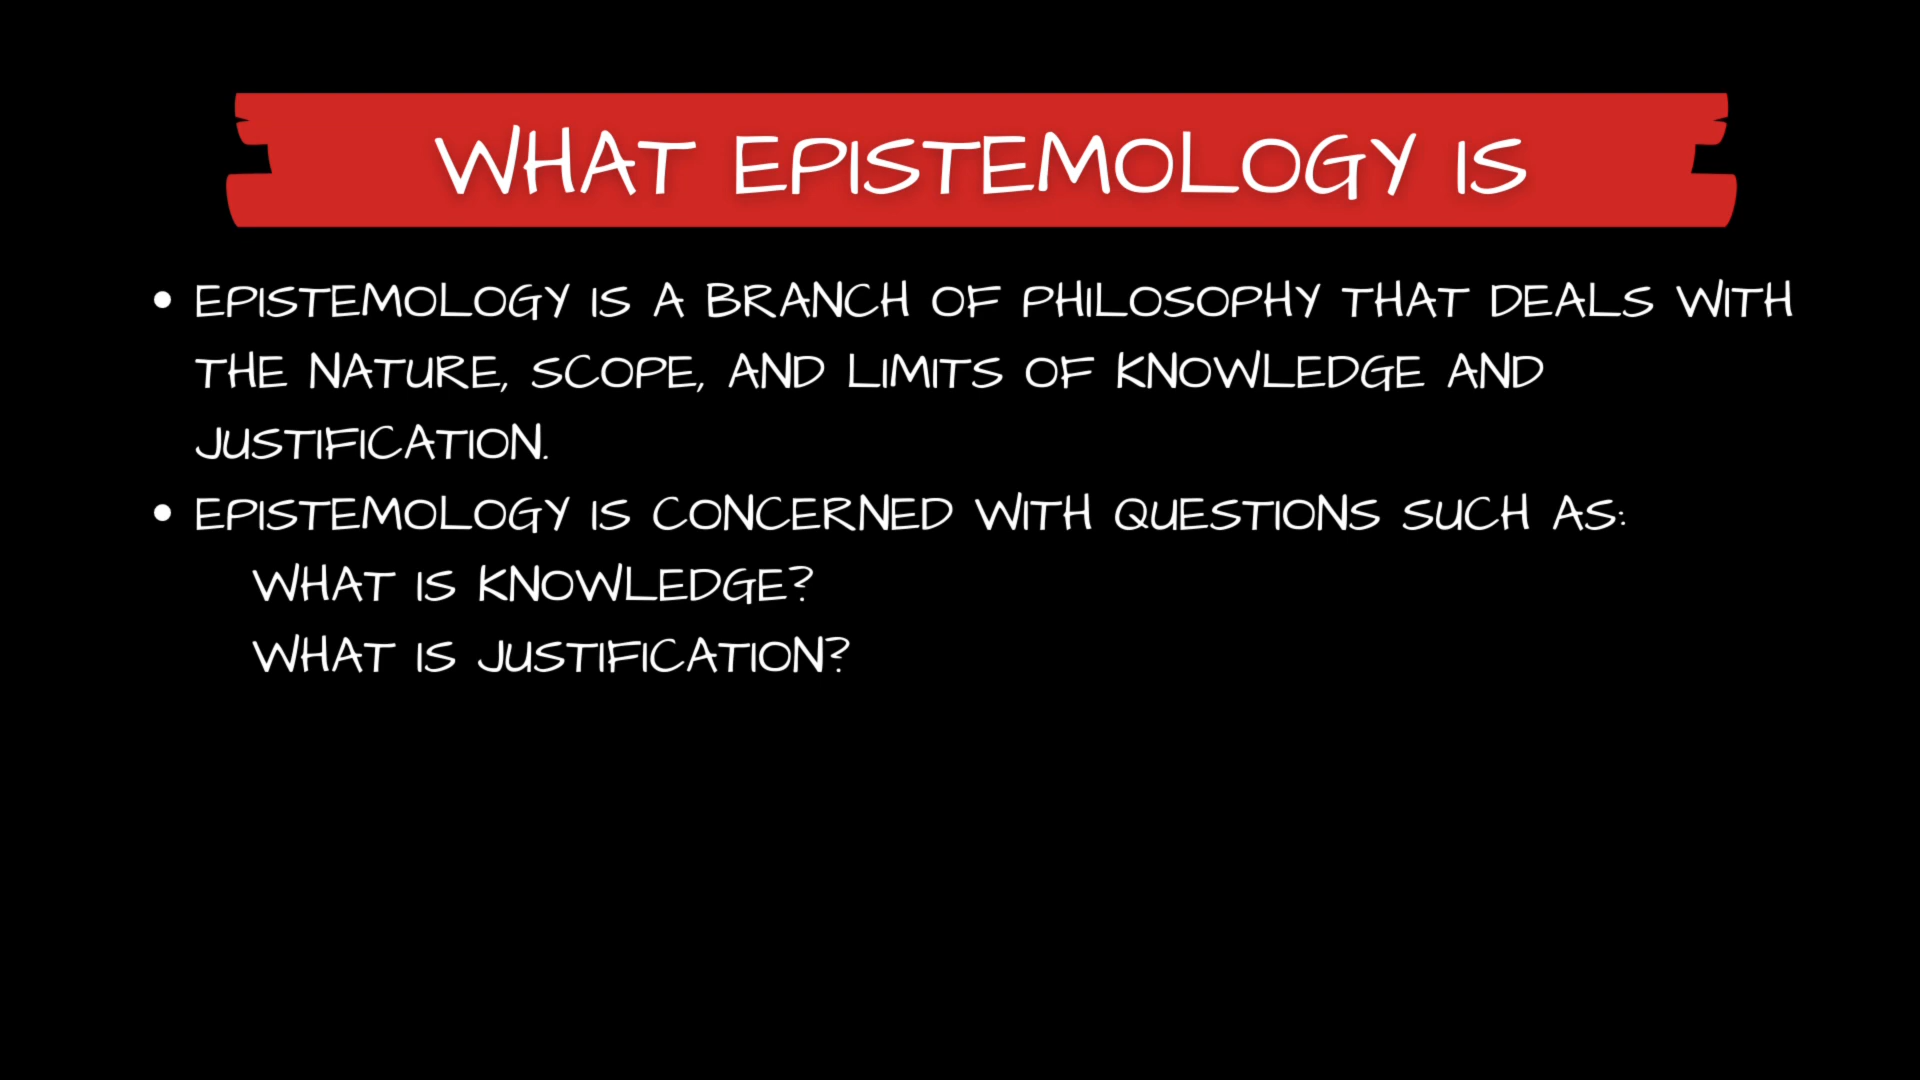 WHAT EPISTEMOLOGY IS
• EPISTEMOLOGY IS A BRANCH OF PHILOSOPHY THAT DEALS WITH
THE NATURE, SCOPE, AND LIMITS OF KNOWLEDGE AND
JUSTIFICATION.
• EPISTEMOLOGY IS CONCERNED WITH QUESTIONS SUCH AS:
WHAT IS KNOWLEDGE?
WHAT IS JUSTIFICATION?